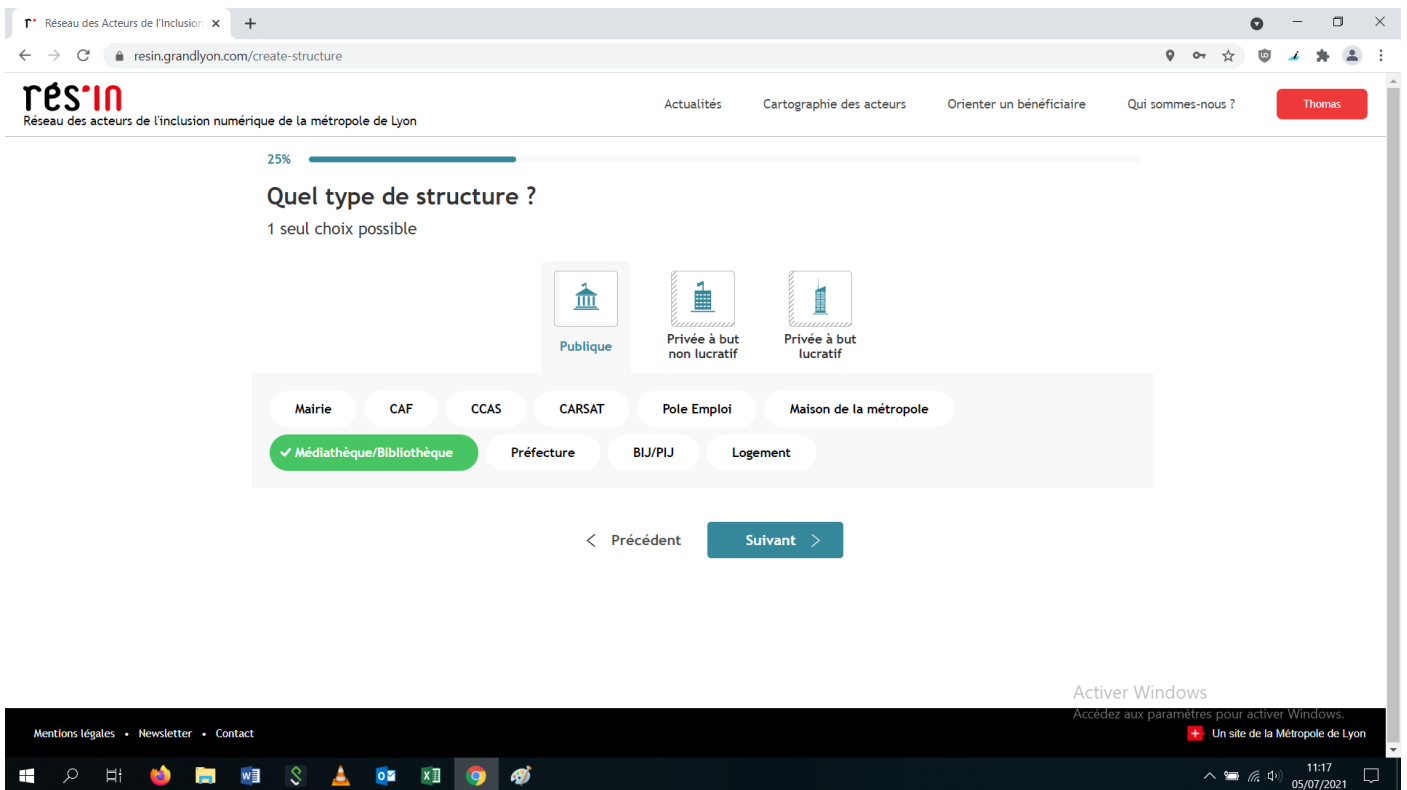 Réseau des Acteurs de l'Inclusion
resin.grandlyon.com/create-structure
rés'in
Réseau des acteurs de l'inclusion numérique de la métropole de Lyon
Actualités
Cartographie des acteurs
Orienter un bénéficiaire
Qui sommes-nous ?
Thomas
25%
Quel type de structure ?
1 seul choix possible
Publique
Privée à but
non lucratif
Privée à but
lucratif
Mairie
CAF
CCAS
CARSAT
Pole Emploi
Maison de la métropole
Médiathèque/Bibliothèque
Préfecture
BIJ/PIJ
Logement
Précédent
Suivant
Activer Windows
Accédez aux paramètres pour activer Windows.
Mentions légales • Newsletter • Contact
Un site de la Métropole de Lyon
11:17
05/07/2021